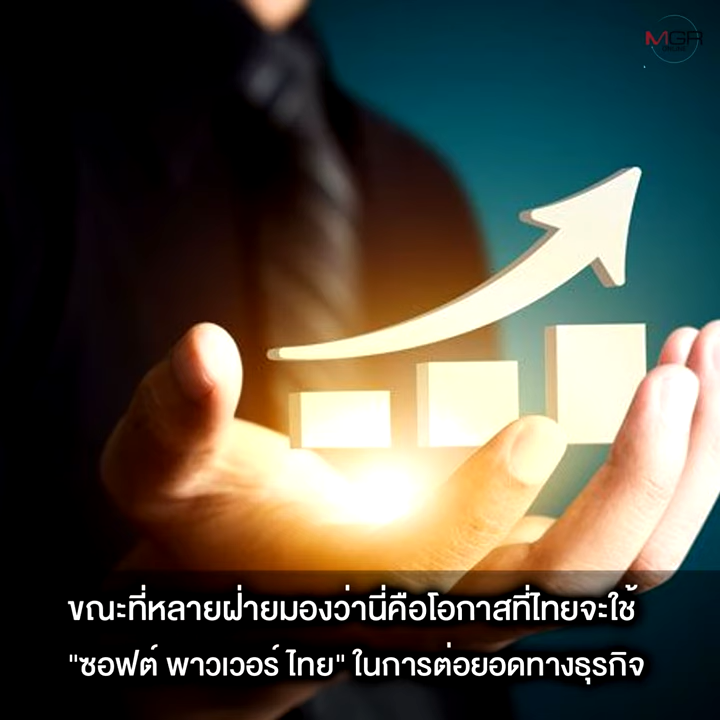 MGR
ONLINE
ขณะที่หลายฝ่ายมองว่านี่คือโอกาสที่ไทยจะใช้
"ซอฟต์ พาวเวอร์ ไทย" ในการต่อยอดทางธุรกิจ